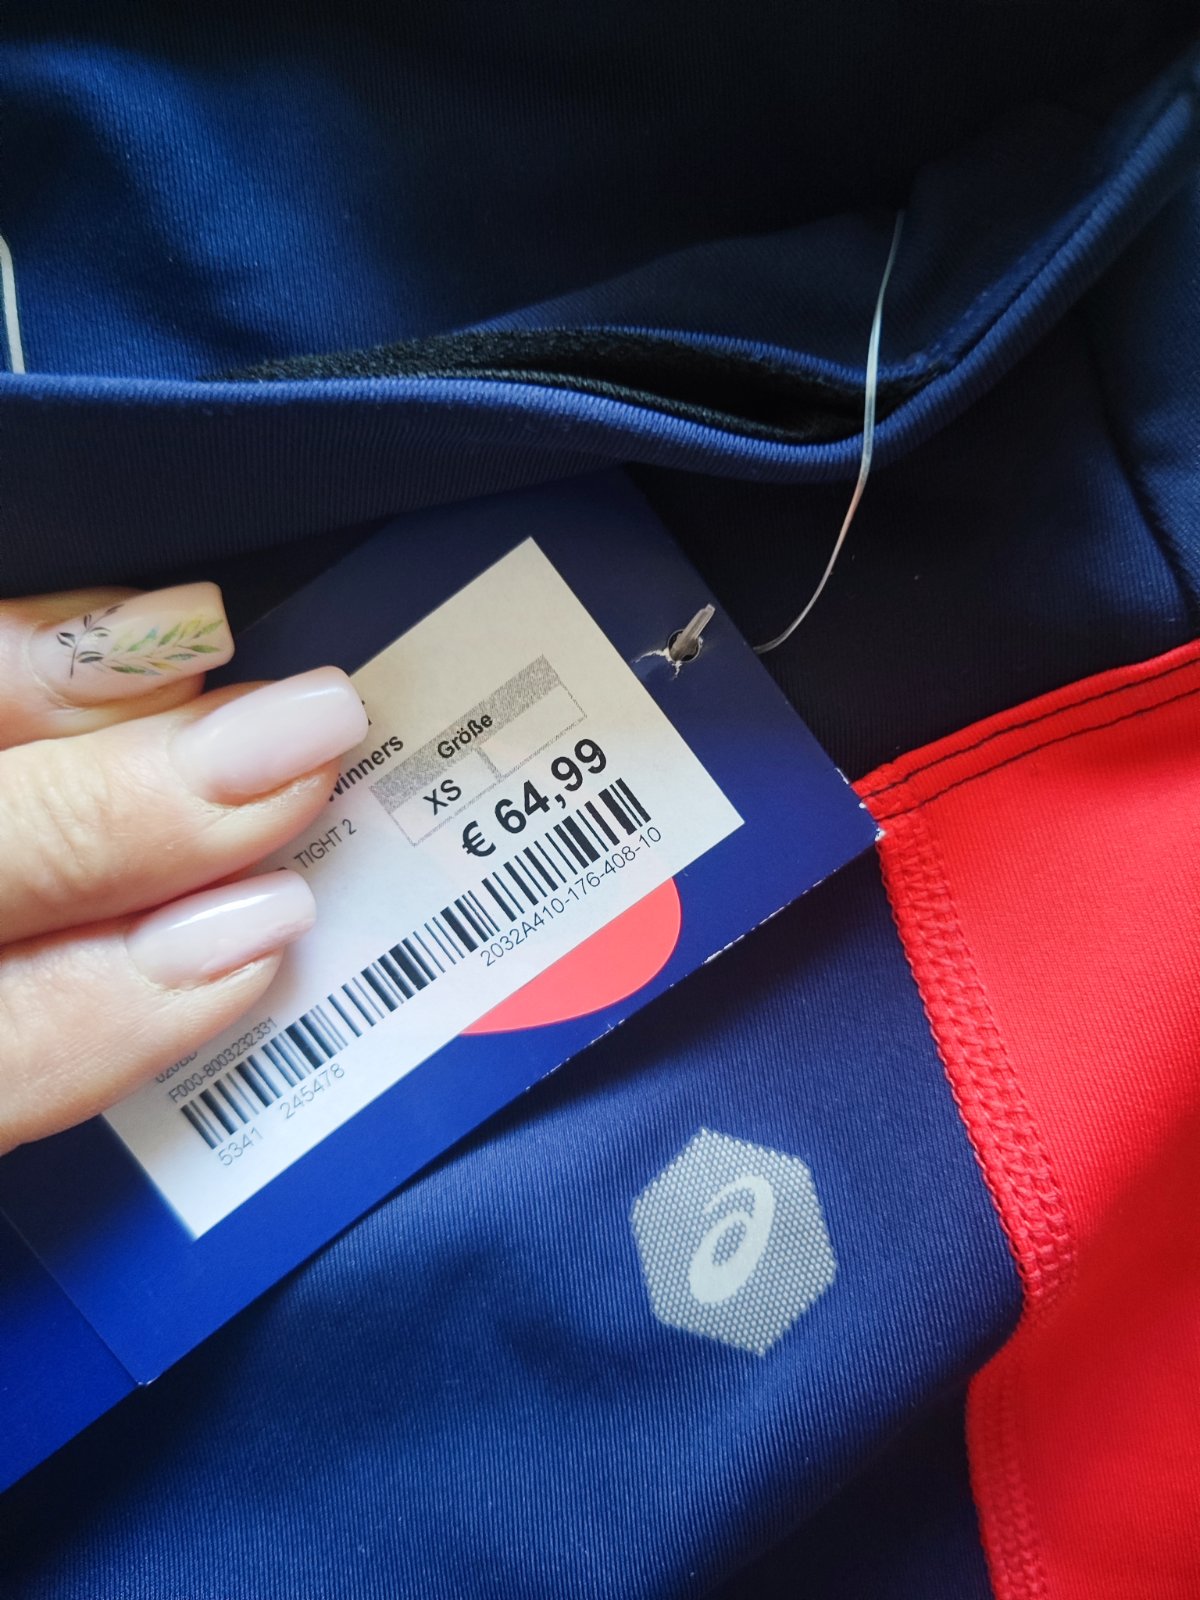 winners
Größe
XS
€ 64,99
TIGHT 2
2032A410-176-408-10
F000-8003232331
5341 245478